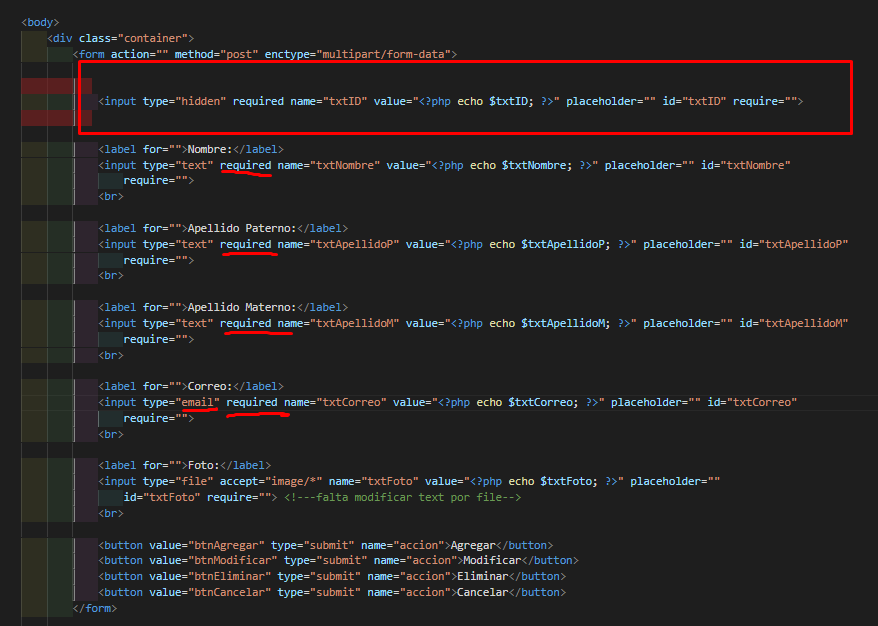 <body>
<div class="container">
<form action="" method="post" enctype="multipart/form-data">
<input type="hidden" required name="txtID" value="<?php echo $txtID; ?>" placeholder="" id="txtID" require="">
<label for="">Nombre:</label>
<input type="text" required name="txtNombre" value="<?php echo $txtNombre; ?>" placeholder="" id="txtNombre"
require="">
<br>
<label for="">Apellido Paterno:</label>
<input type="text" required name="txtApellidoP" value="<?php echo $txtApellidoP; ?>" placeholder="" id="txtApellidoP"
require="">
<br>
<label for="">Apellido Materno:</label>
<input type="text" required name="txtApellidoM" value="<?php echo $txtApellidoM; ?>" placeholder="" id="txtApellidoM"
require="">
<br>
<label for="">Correo:</label>
<input type="email" required name="txtCorreo" value="<?php echo $txtCorreo; ?>" placeholder="" id="txtCorreo"
require="">
<br>
<label for="">Foto:</label>
<input type="file" accept="image/*" name="txtFoto" value="<?php echo $txtFoto; ?>" placeholder=""
id="txtFoto" require=""> <!---falta modificar text por file-->
<br>
<button value="btnAgregar" type="submit" name="accion">Agregar</button>
<button value="btnModificar" type="submit" name="accion">Modificar</button>
<button value="btnEliminar" type="submit" name="accion">Eliminar</button>
<button value="btnCancelar" type="submit" name="accion">Cancelar</button>
</form>